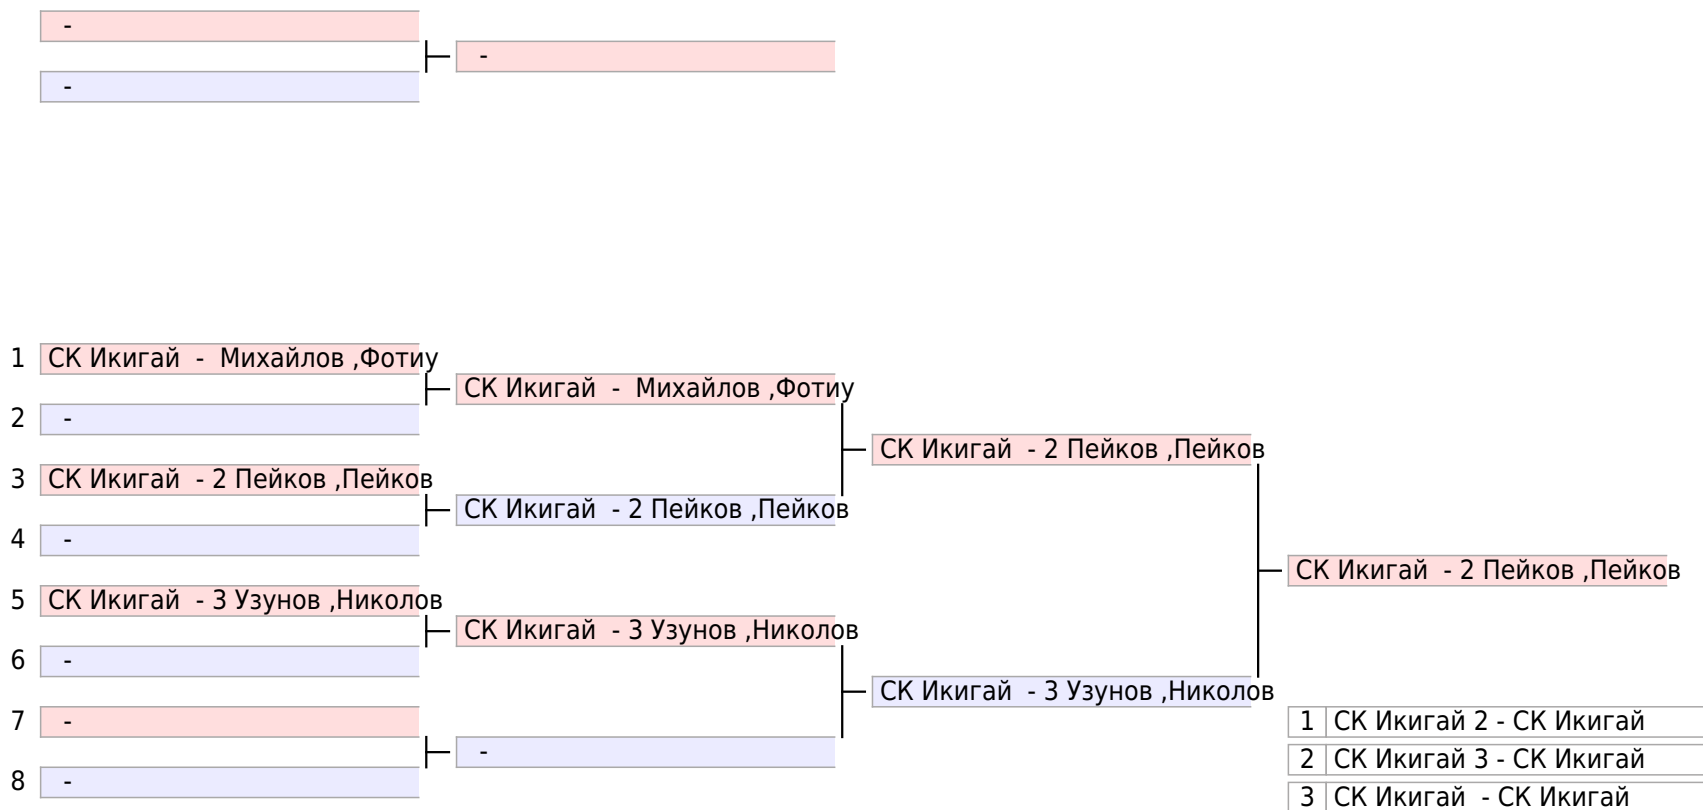 -
-
-
1 СК Икигай - Михайлов ,Фотиу
СК Икигай - Михайлов ,Фотиу
2 -
СК Икигай - 2 Пейков ,Пейков
3 СК Икигай - 2 Пейков ,Пейков
СК Икигай - 2 Пейков ,Пейков
4 -
СК Икигай - 2 Пейков ,Пейков
5 СК Икигай - 3 Узунов ,Николов
СК Икигай - 3 Узунов ,Николов
6 -
СК Икигай - 3 Узунов ,Николов
7 -
1 СК Икигай 2 - СК Икигай
-
2 СК Икигай 3 - СК Икигай
8 -
3 СК Икигай - СК Икигай